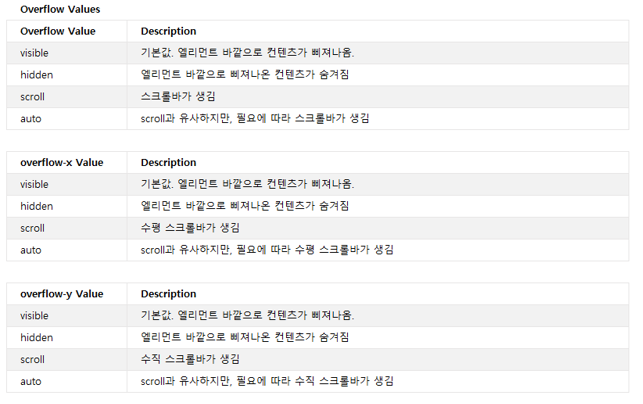 Overflow Values
Overflow Value Description
visible 기본값. 엘리먼트 바깥으로 컨텐츠가 삐져나옴.
hidden 엘리먼트 바깥으로 삐져나온 컨텐츠가 숨겨짐
scroll 스크롤바가 생김
auto scroll과 유사하지만, 필요에 따라 스크롤바가 생김
overflow-x Value Description
visible 기본값. 엘리먼트 바깥으로 컨텐츠가 삐져나옴.
hidden 엘리먼트 바깥으로 삐져나온 컨텐츠가 숨겨짐
scroll 수평 스크롤바가 생김
auto scroll과 유사하지만, 필요에 따라 수평 스크롤바가 생김
overflow-y Value Description
visible 기본값. 엘리먼트 바깥으로 컨텐츠가 삐져나옴.
hidden 엘리먼트 바깥으로 삐져나온 컨텐츠가 숨겨짐
scroll 수직 스크롤바가 생김
auto scroll과 유사하지만, 필요에 따라 수직 스크롤바가 생김